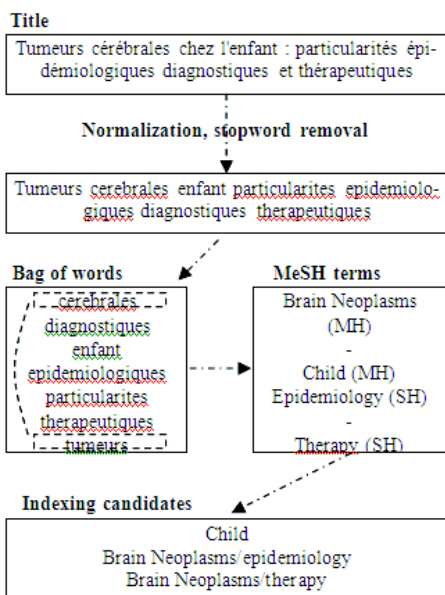 Title
Tumeurs cérébrales chez l'enfant : particularités épi-
démiologiques diagnostiques et thérapeutiques
Normalization, stopword removal
Tumeurs cerebrales enfant particularites epidemiolo-
giques diagnostiques therapeutiques
Bag of words
cerebrales
diagnostiques
enfant
epidemiologiques
particularites
therapeutiques
tumeurs
MeSH terms
Brain Neoplasms
(MH)
-
Child (MH)
Epidemiology (SH)
-
Therapy (SH)
Indexing candidates
Child
Brain Neoplasms/epidemiology
Brain Neoplasms/therapy